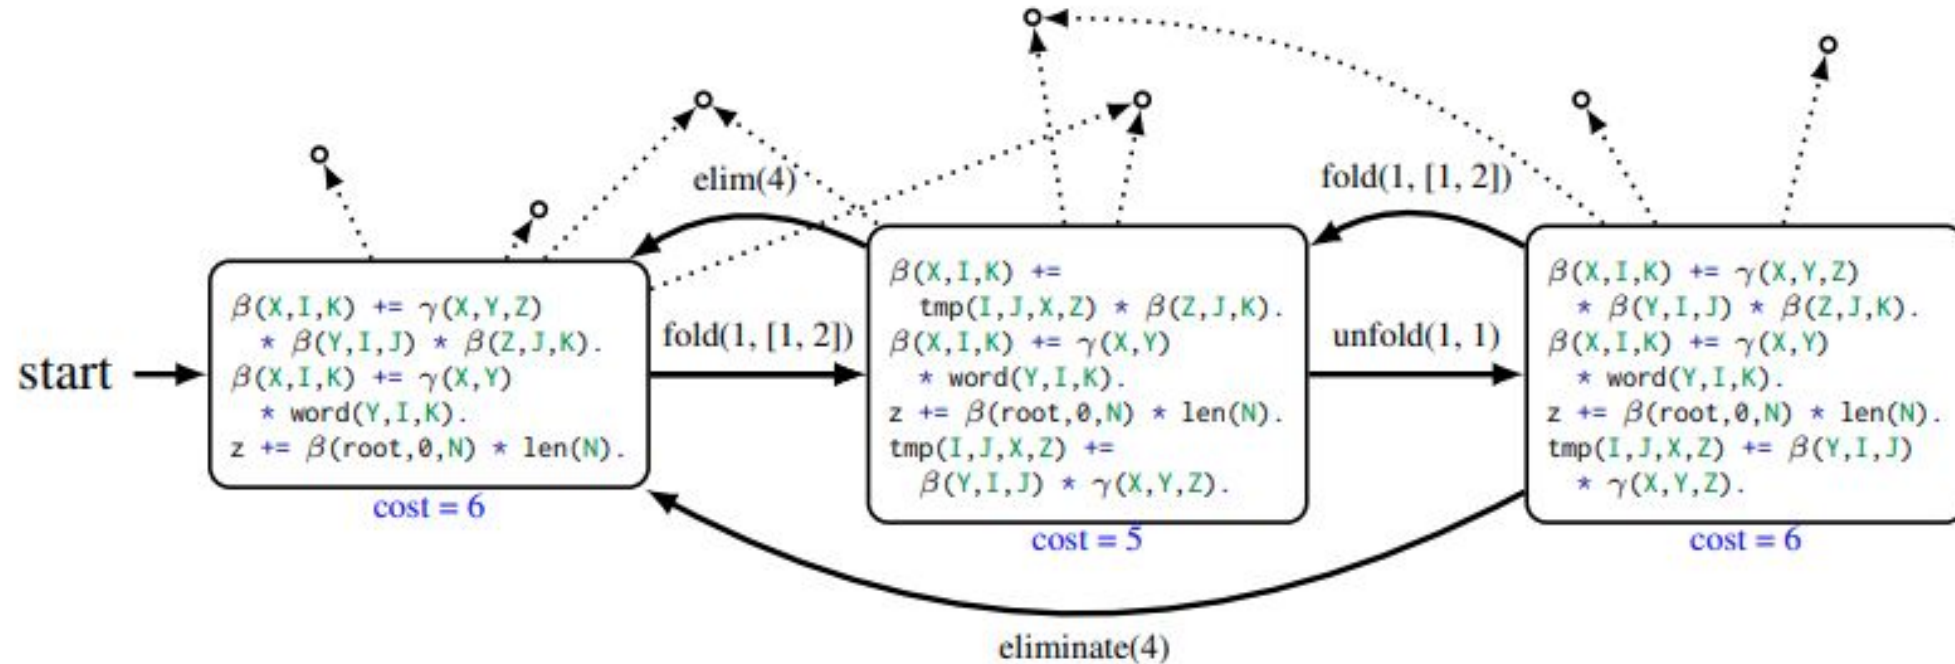 elim(4)
fold(1, [1, 2])
start
β(X,I,K) += γ(X,Y,Z)
* β(Y,I,J) * β(Z,J,K).
β(X,I,K) += γ(X,Y)
* word(Y,I,K).
z += β(root,0,N) * len(N).
cost = 6
fold(1, [1, 2])
β(X,I,K) +=
tmp(I,J,X,Z) * β(Z,J,K).
β(X,I,K) += γ(X,Y)
* word(Y,I,K).
z += β(root,0,N) * len(N).
tmp(I,J,X,Z) +=
β(Y,I,J) * γ(X,Y,Z).
cost = 5
unfold(1, 1)
β(X,I,K) += γ(X,Y,Z)
* β(Y,I,J) * β(Z,J,K).
β(X,I,K) += γ(X,Y)
* word(Y,I,K).
z += β(root,0,N) * len(N).
tmp(I,J,X,Z) += β(Y,I,J)
* γ(X,Y,Z).
cost = 6
eliminate(4)